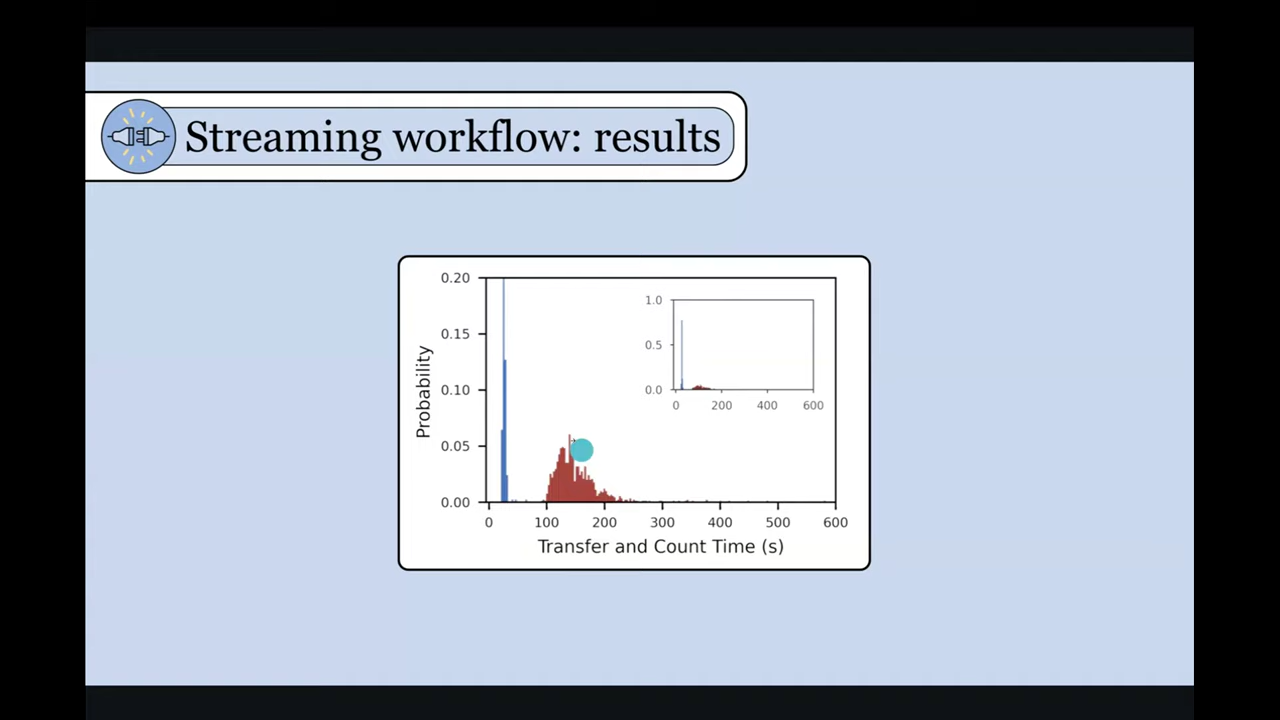 Streaming workflow: results
0.20
0.15
0.10
0.05
0.00
Probability
0 100 200 300 400 500 600
Transfer and Count Time (s)
1.0
0.5
0.0
0 200 400 600